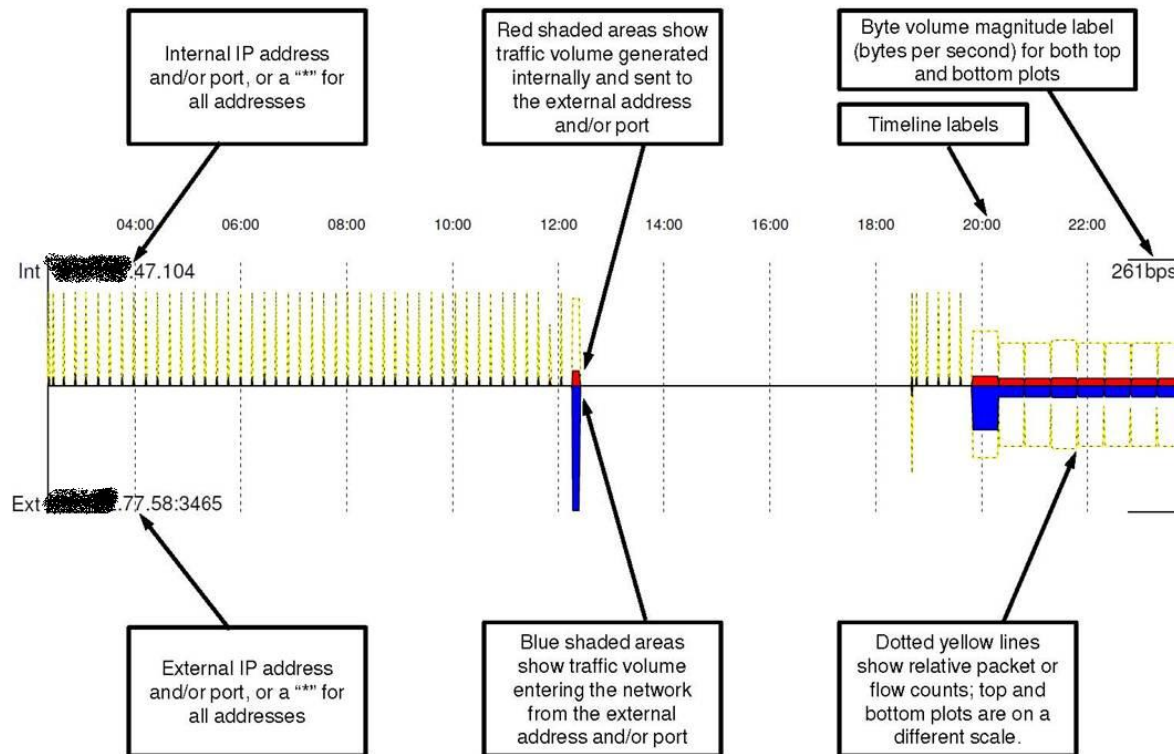 Internal IP address
and/or port, or a “*” for
all addresses
Red shaded areas show
traffic volume generated
internally and sent to
the external address
and/or port
Byte volume magnitude label
(bytes per second) for both top
and bottom plots
Timeline labels
04:00 06:00 08:00 10:00 12:00 14:00 16:00 18:00 20:00 22:00
Int .47.104
261bps
Ext .77.58:3465
External IP address
and/or port, or a “*” for
all addresses
Blue shaded areas
show traffic volume
entering the network
from the external
address and/or port
Dotted yellow lines
show relative packet or
flow counts; top and
bottom plots are on a
different scale.